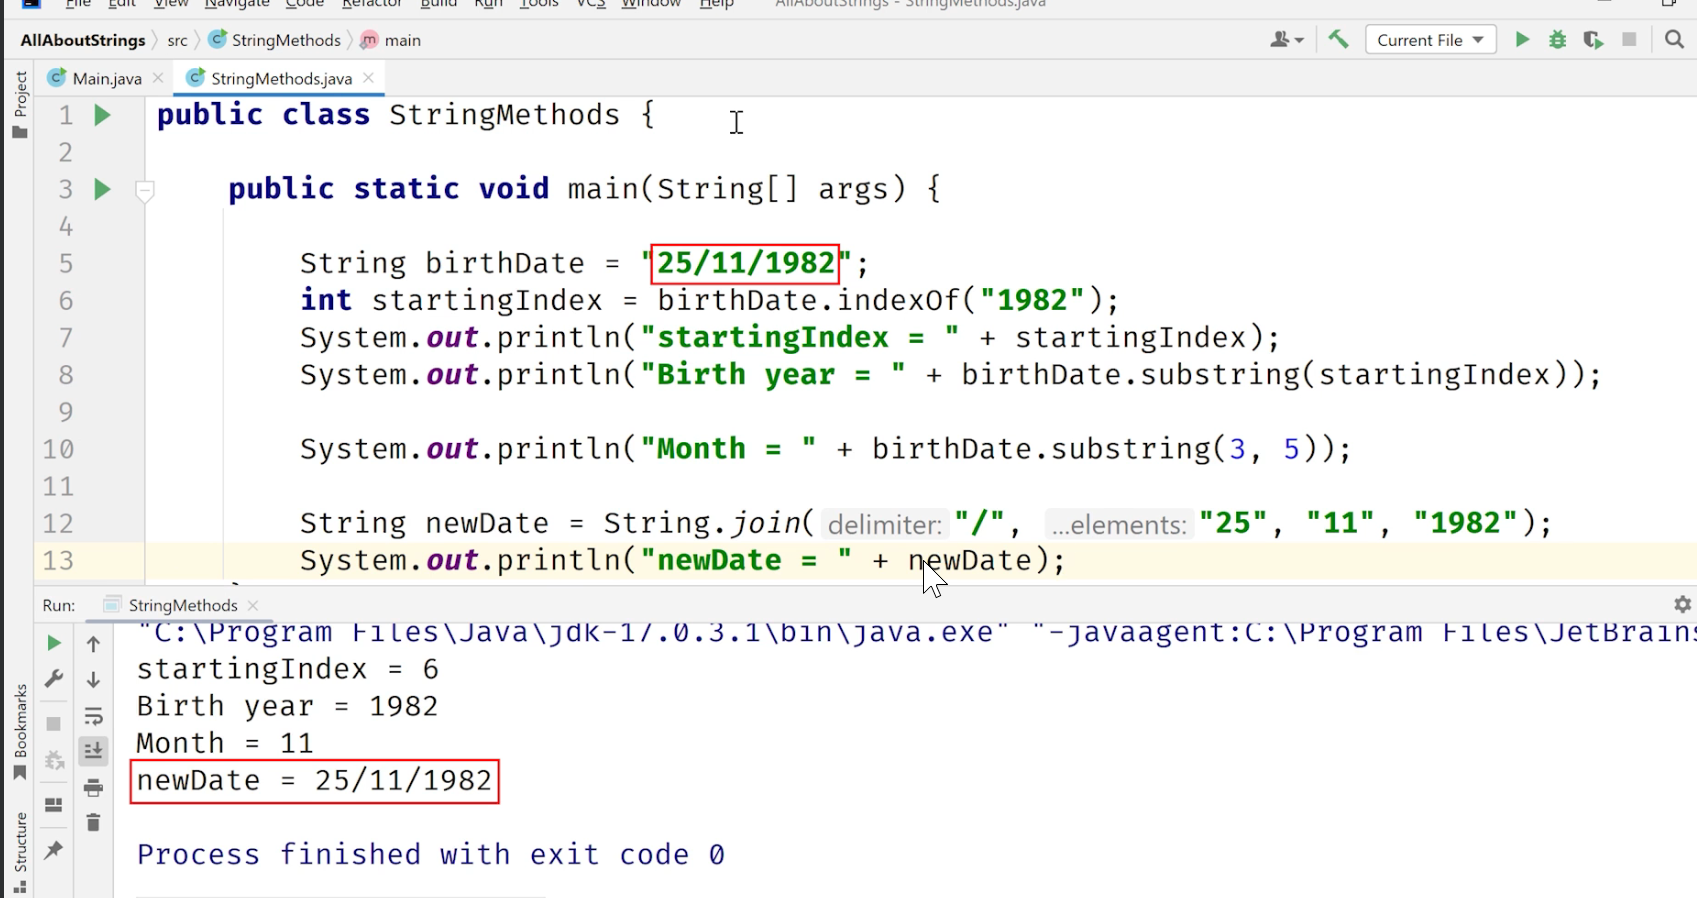 File Edit View Navigate Code Refactor Build Run Tools VCS Window Help AllAboutStrings - StringMethods.java
AllAboutStrings src StringMethods main Current File
Project
Main.java StringMethods.java
1 public class StringMethods {
2
3 public static void main(String[] args) {
4
5 String birthDate = "25/11/1982";
6 int startingIndex = birthDate.indexOf("1982");
7 System.out.println("startingIndex = " + startingIndex);
8 System.out.println("Birth year = " + birthDate.substring(startingIndex));
9
10 System.out.println("Month = " + birthDate.substring(3, 5));
11
12 String newDate = String.join( delimiter: "/", ...elements: "25", "11", "1982");
13 System.out.println("newDate = " + newDate);
Run: StringMethods
"C:\Program Files\Java\jdk-17.0.3.1\bin\java.exe" "-javaagent:C:\Program Files\JetBrains
startingIndex = 6
Birth year = 1982
Month = 11
newDate = 25/11/1982
Process finished with exit code 0
Bookmarks
Structure